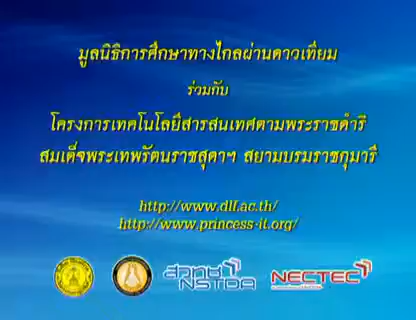 มูลนิธิการศึกษาทางไกลผ่านดาวเทียม
ร่วมกับ
โครงการเทคโนโลยีสารสนเทศตามพระราชดำริ
สมเด็จพระเทพรัตนราชสุดาฯ สยามบรมราชกุมารี
http://www.dlf.ac.th/
http://www.princess-it.org/
สวทช
NSTDA
NECTEC